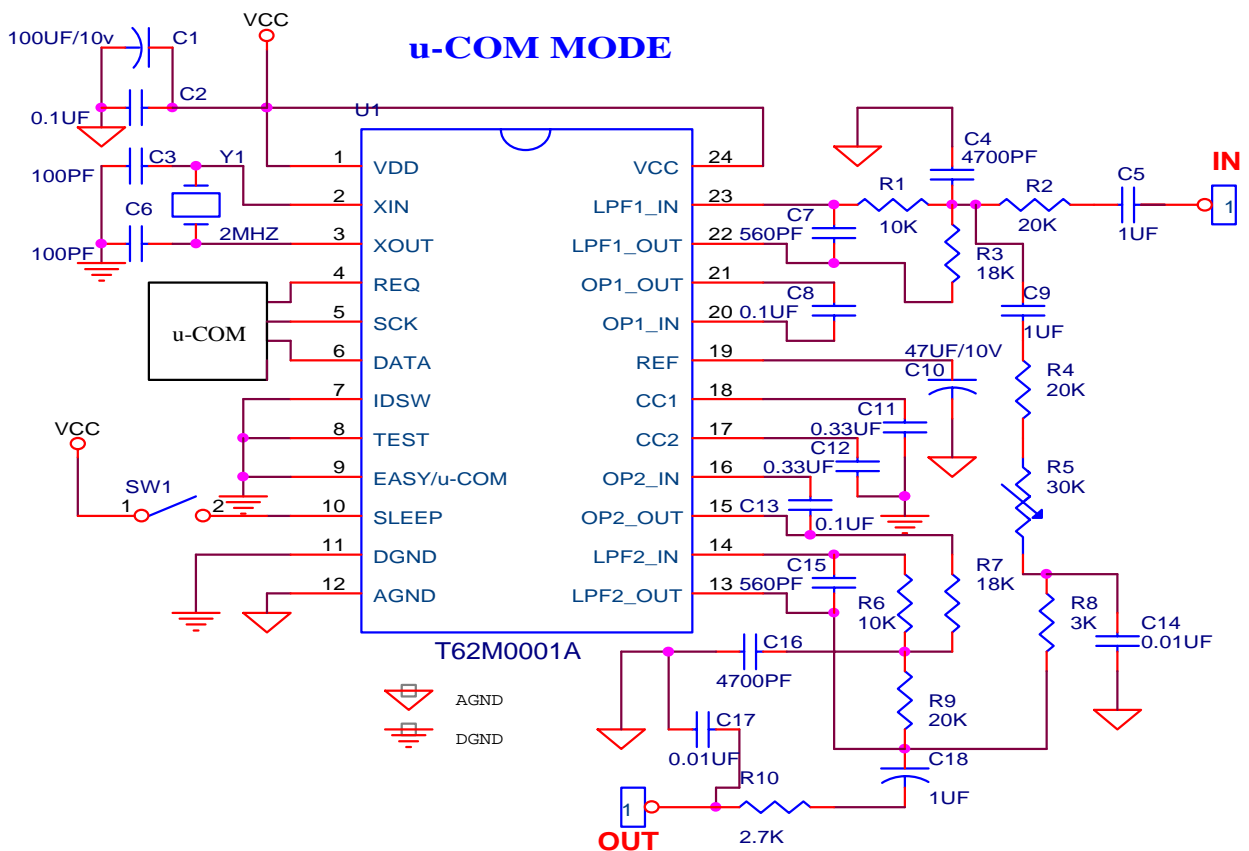 VCC
100UF/10v
C1
u-COM MODE
C2
0.1UF
U1
C3
Y1
100PF
C6
2MHZ
100PF
u-COM
VCC
SW1
1
2
1
VDD
2
XIN
3
XOUT
4
REQ
5
SCK
6
DATA
7
IDSW
8
TEST
9
EASY/u-COM
10
SLEEP
11
DGND
12
AGND
24
VCC
23
LPF1_IN
22
LPF1_OUT
21
OP1_OUT
20
OP1_IN
19
REF
18
CC1
17
CC2
16
OP2_IN
15
OP2_OUT
14
LPF2_IN
13
LPF2_OUT
T62M0001A
C4
4700PF
R1
10K
R2
20K
C5
1UF
IN
1
C7
560PF
R3
18K
C8
0.1UF
C9
1UF
47UF/10V
C10
R4
20K
C11
0.33UF
C12
0.33UF
R5
30K
C13
0.1UF
C15
560PF
R6
10K
R7
18K
R8
3K
C14
0.01UF
C16
4700PF
R9
20K
C17
0.01UF
C18
1UF
R10
2.7K
1
OUT
AGND
DGND